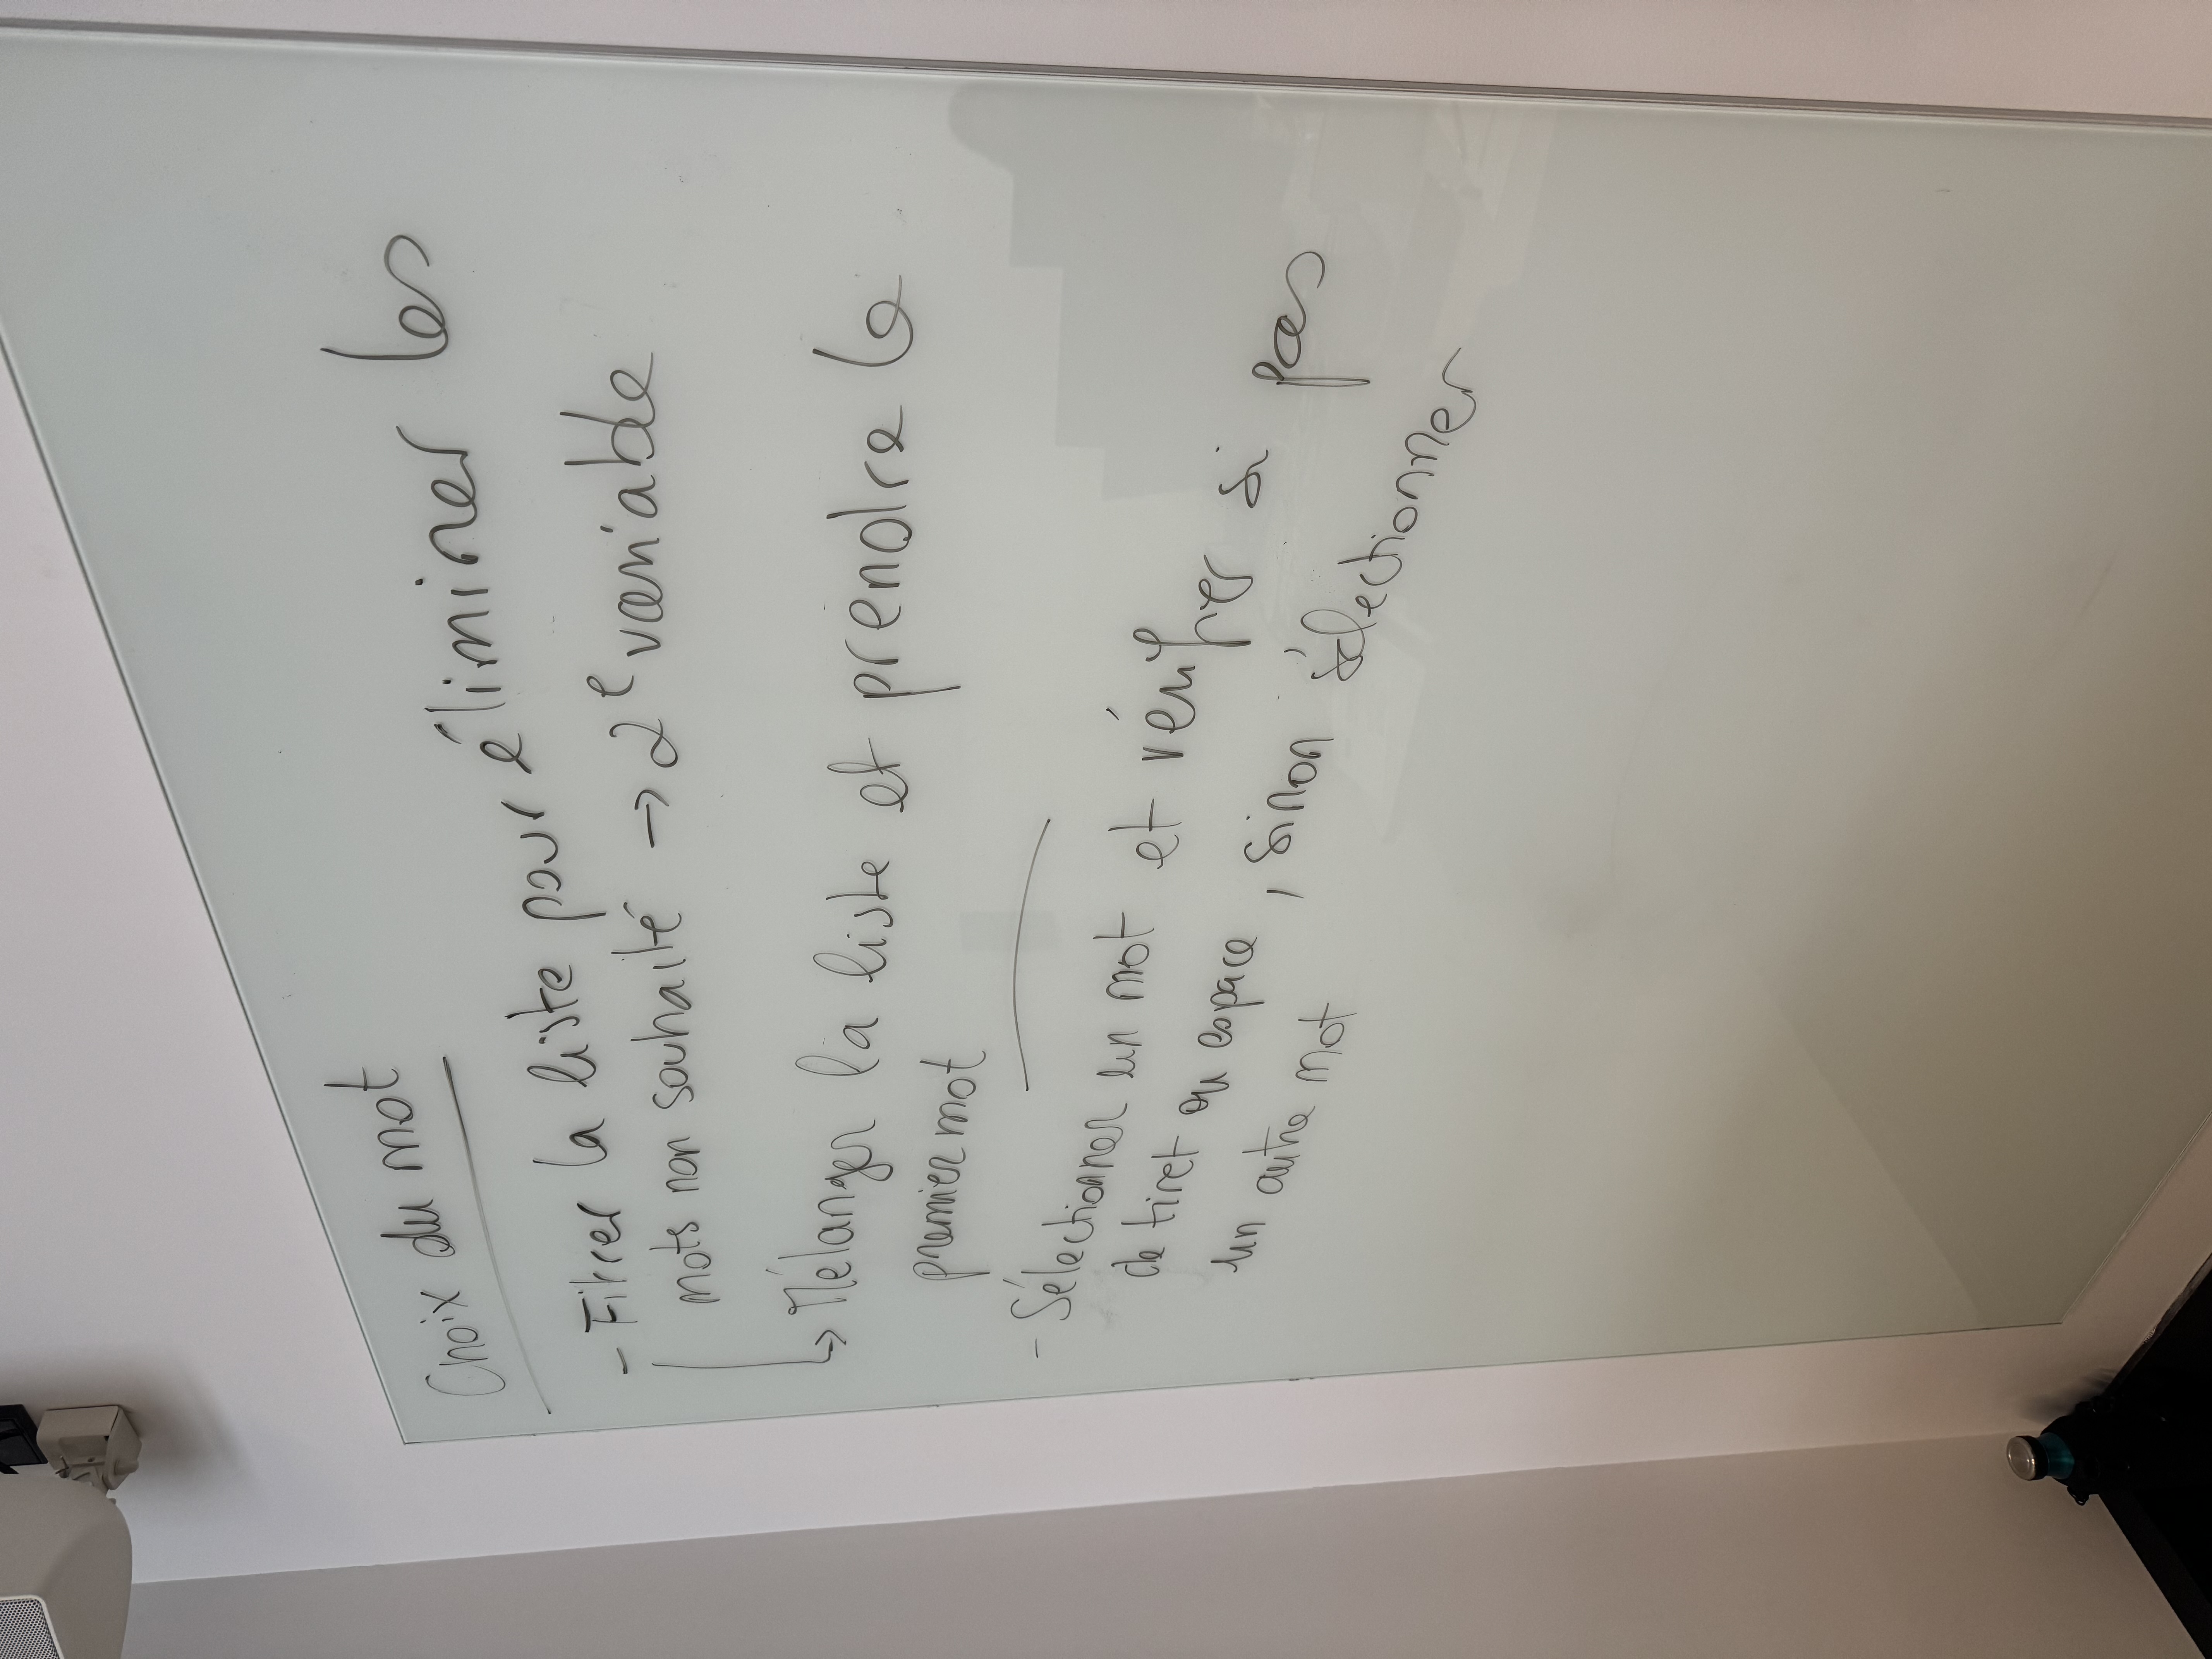 Choix du mot
- Filtrer la liste pour éliminer les
mots non souhaité → 2e variable
↳ Mélanger la liste et prendre le
premier mot
- Sélectionner un mot et vérifier si pas
de tiret ou espace, sinon sélectionner
un autre mot